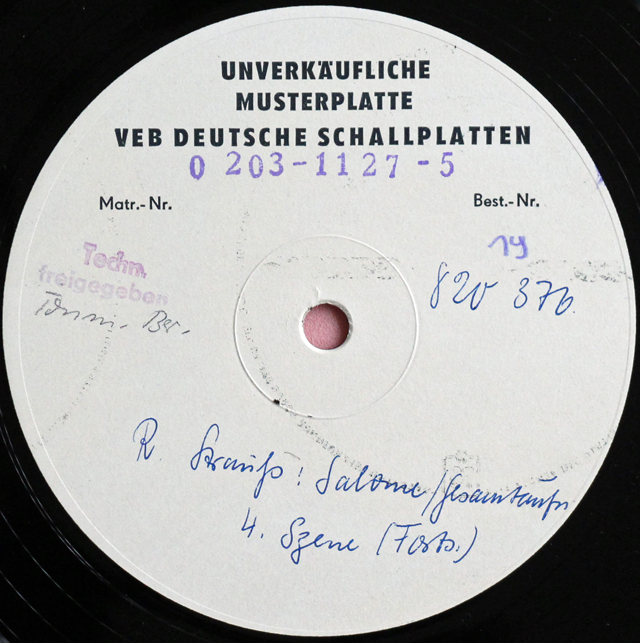 UNVERKÄUFLICHE
MUSTERPLATTE
VEB DEUTSCHE SCHALLPLATTEN
0 203-1127 -5
Matr.-Nr.
Best.-Nr.
Techn.
freigegeben
19
820 376
R. Strauß: Salome / Gesamtaufn
4. Szene (Forts.)